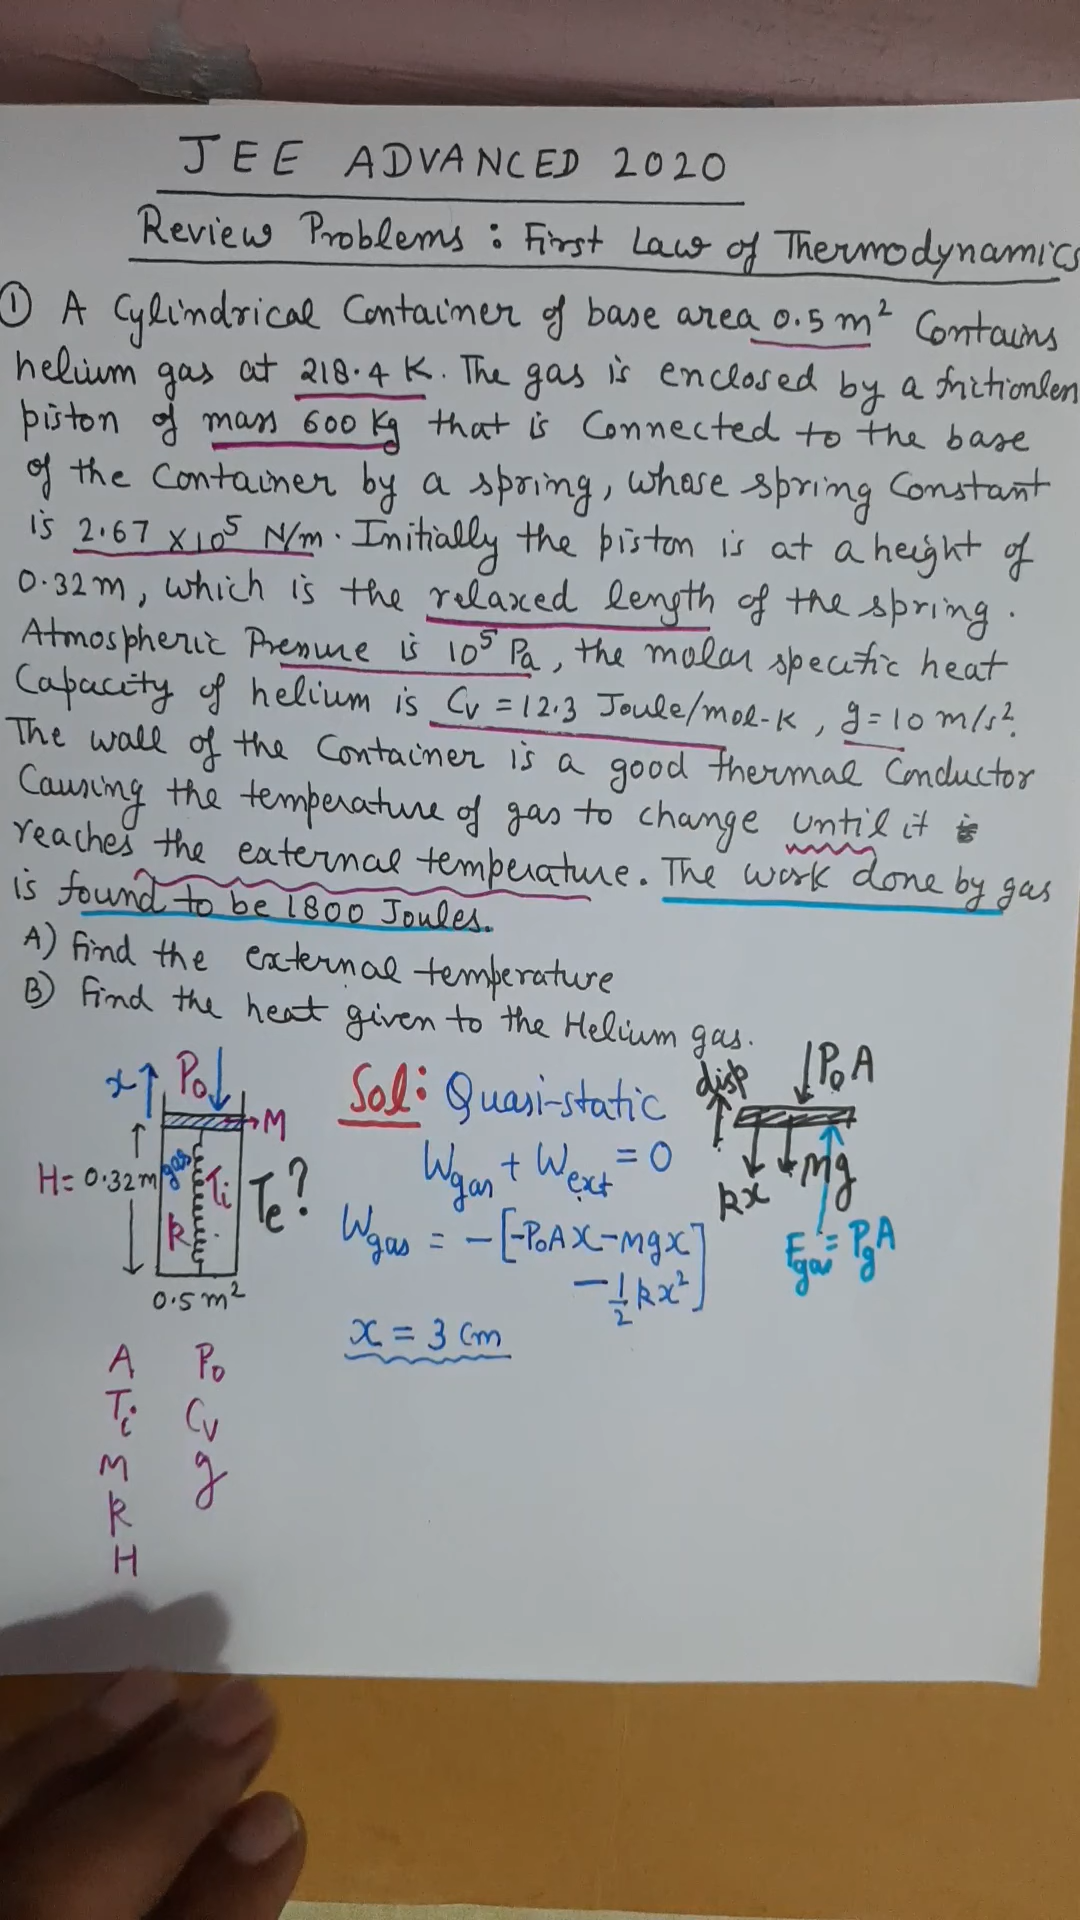 JEE ADVANCED 2020
Review Problems : First Law of Thermodynamics
① A Cylindrical Container of base area 0.5 m² Contains
helium gas at 218.4 K. The gas is enclosed by a frictionless
piston of mass 600 Kg that is Connected to the base
of the Container by a spring, whose spring Constant
is 2.67 ×10⁵ N/m. Initially the piston is at a height of
0.32m, which is the relaxed length of the spring.
Atmospheric Pressure is 10⁵ Pa, the molar specific heat
Capacity of helium is Cv = 12.3 Joule/mol-K, g = 10 m/s².
The wall of the Container is a good thermal Conductor
Causing the temperature of gas to change until it
reaches the external temperature. The work done by gas
is found to be 1800 Joules.
A) Find the external temperature
B) Find the heat given to the Helium gas.
x P₀
M
H = 0.32m gas Ti Te?
k
0.5 m²
Sol: Quasi-static
Wgas + Wext = 0
Wgas = -[-P₀Ax - mgx
- 1/2 kx²]
x = 3 cm
disp P₀A
kx mg
Fgas = PgA
A P₀
Ti Cv
M g
k
H